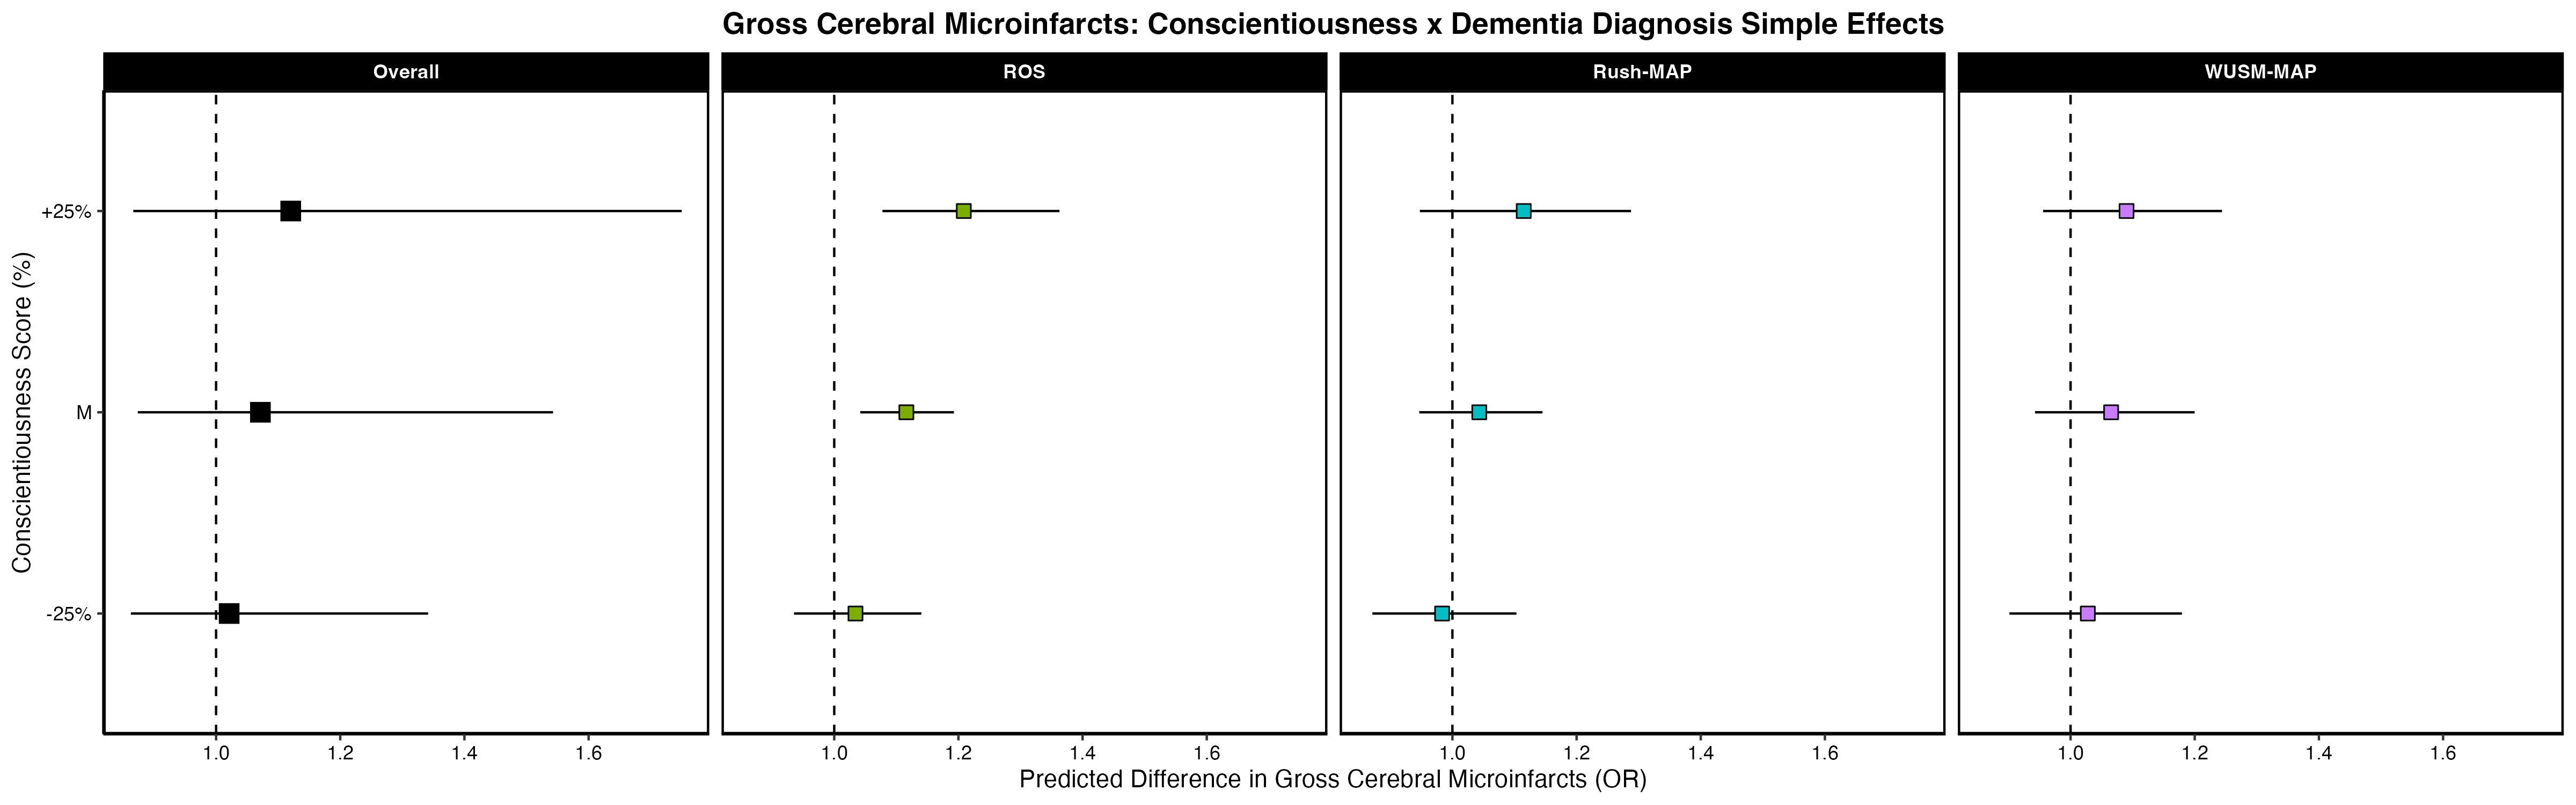 Gross Cerebral Microinfarcts: Conscientiousness x Dementia Diagnosis Simple Effects
Overall
ROS
Rush-MAP
WUSM-MAP
Conscientiousness Score (%)
+25%
M
-25%
1.0 1.2 1.4 1.6
1.0 1.2 1.4 1.6
1.0 1.2 1.4 1.6
1.0 1.2 1.4 1.6
Predicted Difference in Gross Cerebral Microinfarcts (OR)